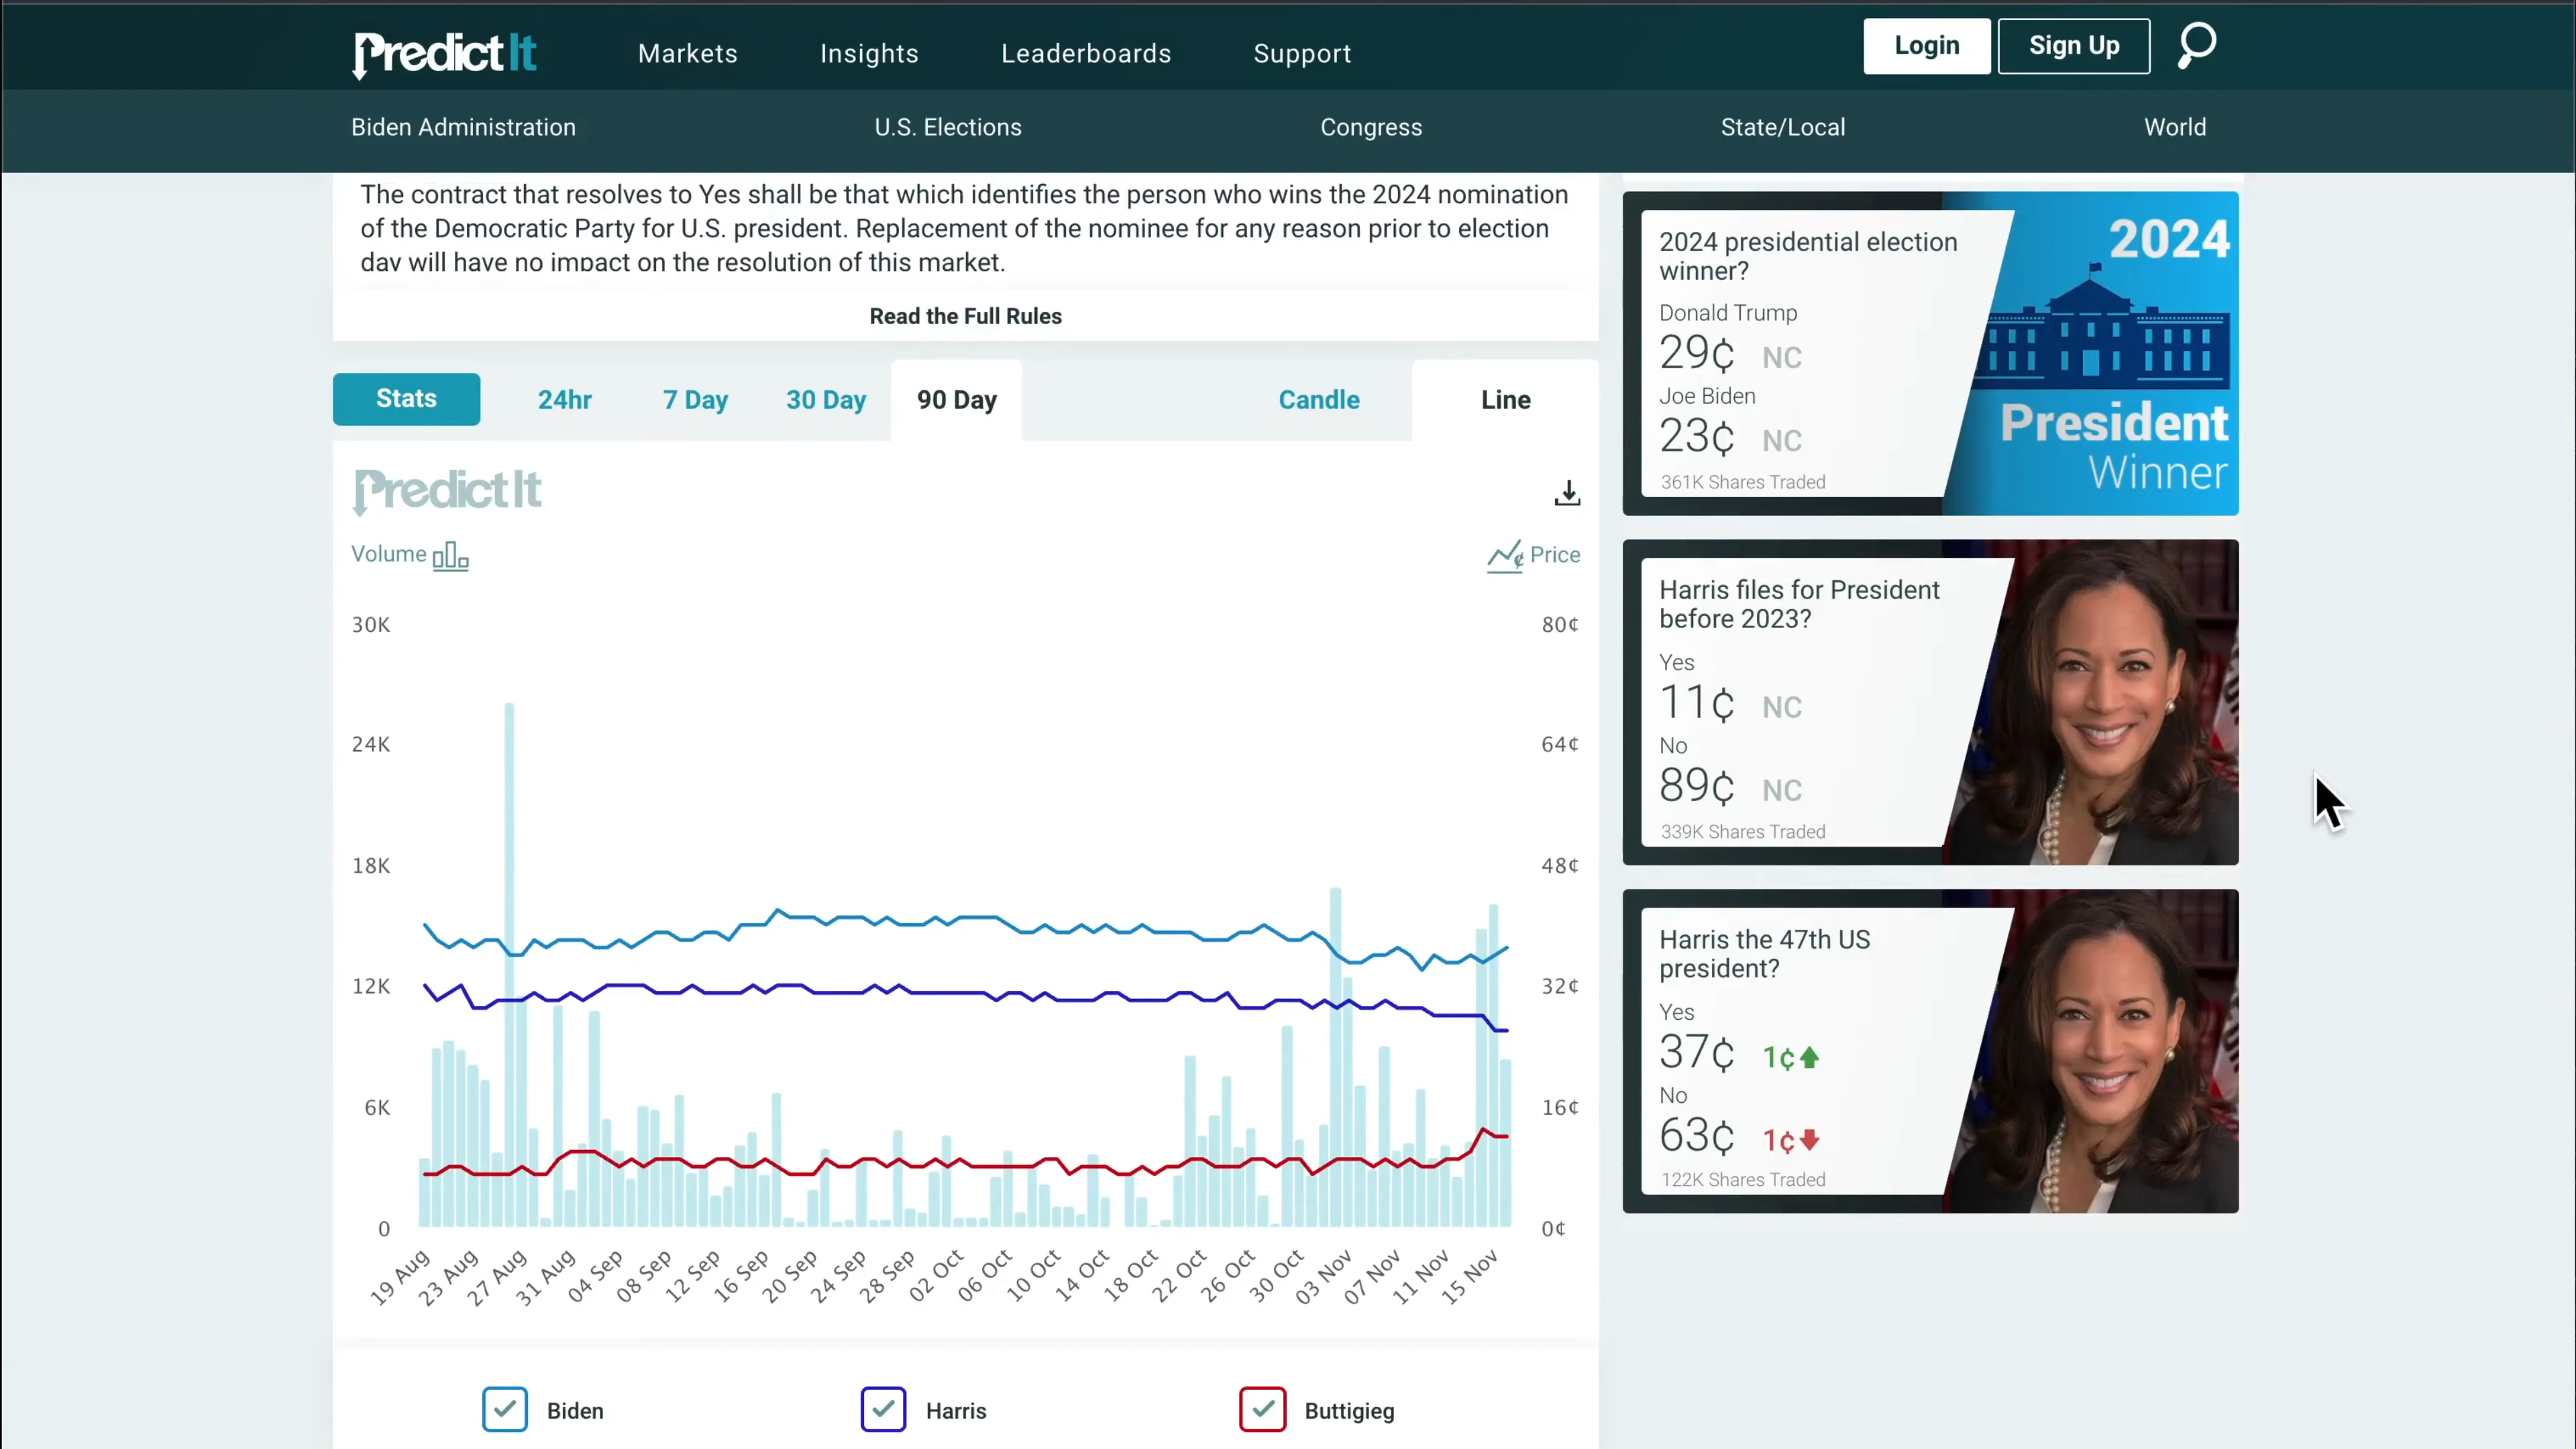 PredictIt
Markets
Insights
Leaderboards
Support
Login
Sign Up
Biden Administration
U.S. Elections
Congress
State/Local
World
The contract that resolves to Yes shall be that which identifies the person who wins the 2024 nomination
of the Democratic Party for U.S. president. Replacement of the nominee for any reason prior to election
day will have no impact on the resolution of this market.
Read the Full Rules
Stats
24hr
7 Day
30 Day
90 Day
Candle
Line
PredictIt
Volume
¢ Price
30K
24K
18K
12K
6K
0
80¢
64¢
48¢
32¢
16¢
0¢
19 Aug
23 Aug
27 Aug
31 Aug
04 Sep
08 Sep
12 Sep
16 Sep
20 Sep
24 Sep
28 Sep
02 Oct
06 Oct
10 Oct
14 Oct
18 Oct
22 Oct
26 Oct
30 Oct
03 Nov
07 Nov
11 Nov
15 Nov
Biden
Harris
Buttigieg
2024 presidential election
winner?
Donald Trump
29¢ NC
Joe Biden
23¢ NC
361K Shares Traded
2024
President
Winner
Harris files for President
before 2023?
Yes
11¢ NC
No
89¢ NC
339K Shares Traded
Harris the 47th US
president?
Yes
37¢ 1¢
No
63¢ 1¢
122K Shares Traded